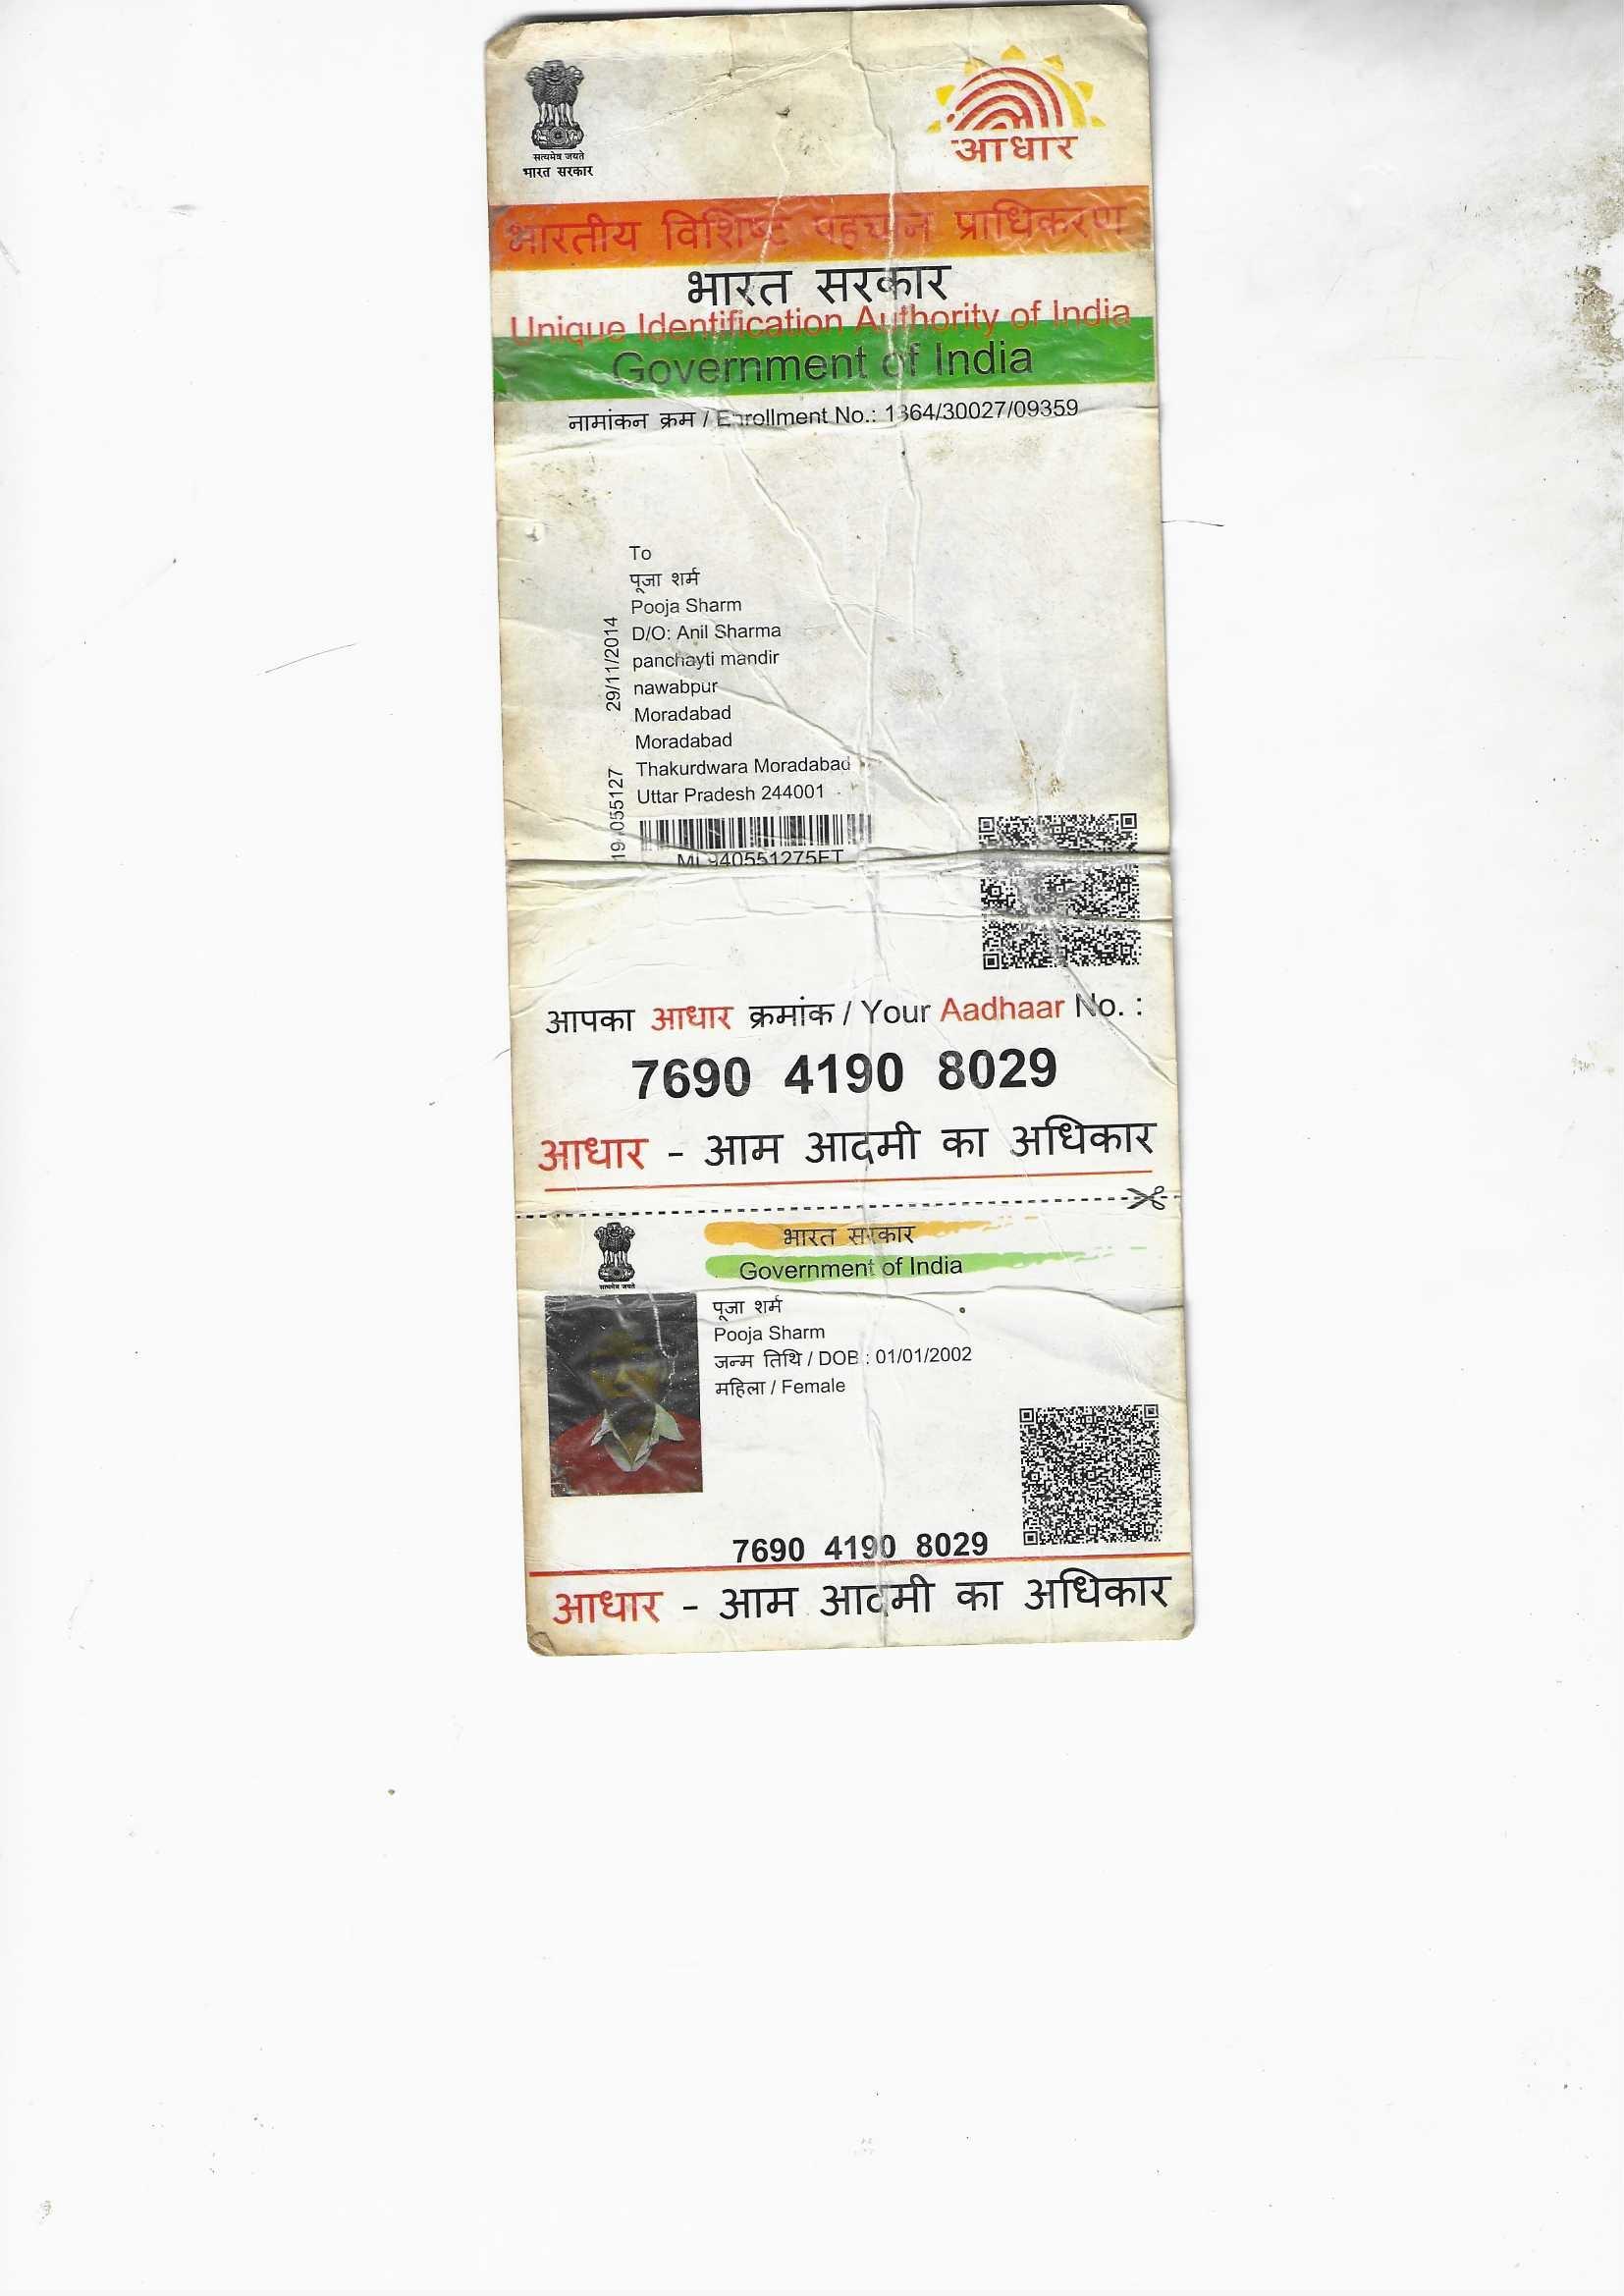 सत्यमेव जयते
भारत सरकार
आधार
भारतीय विशिष्ट पहचान प्राधिकरण
भारत सरकार
Unique Identification Authority of India
Government of India
नामांकन क्रम / Enrollment No.: 1364/30027/09359
To
पूजा शर्म
Pooja Sharm
D/O: Anil Sharma
panchayti mandir
nawabpur
Moradabad
Moradabad
Thakurdwara Moradabad
Uttar Pradesh 244001
29/11/2014
आपका आधार क्रमांक / Your Aadhaar No. :
7690 4190 8029
आधार - आम आदमी का अधिकार
भारत सरकार
Government of India
सत्यमेव जयते
पूजा शर्म
Pooja Sharm
जन्म तिथि / DOB : 01/01/2002
महिला / Female
7690 4190 8029
आधार - आम आदमी का अधिकार